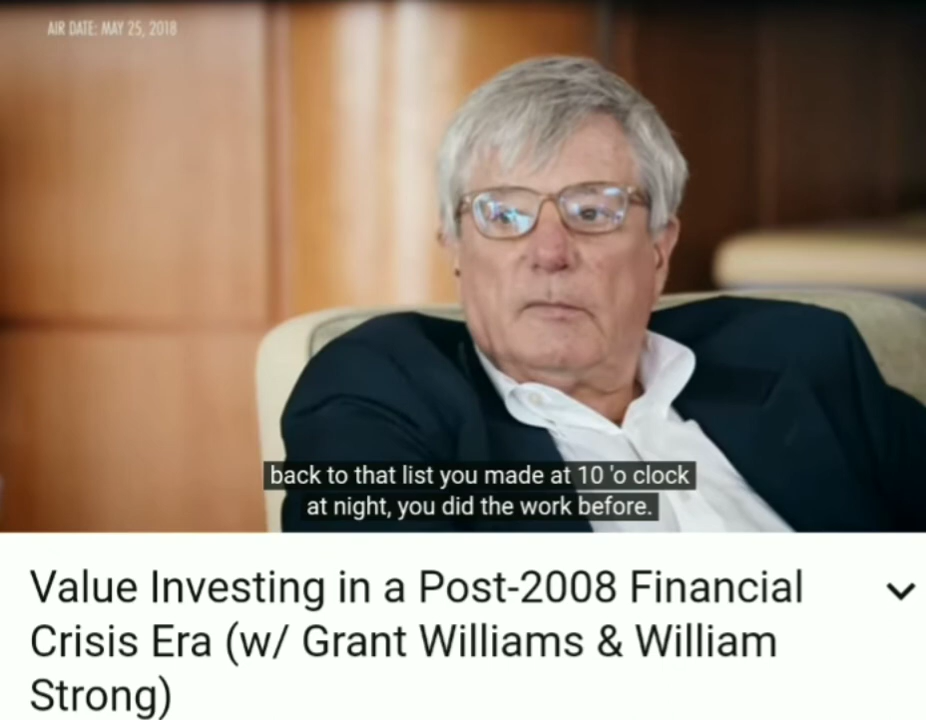 AIR DATE: MAY 25, 2018
back to that list you made at 10 'o clock
at night, you did the work before.
Value Investing in a Post-2008 Financial
Crisis Era (w/ Grant Williams & William
Strong)